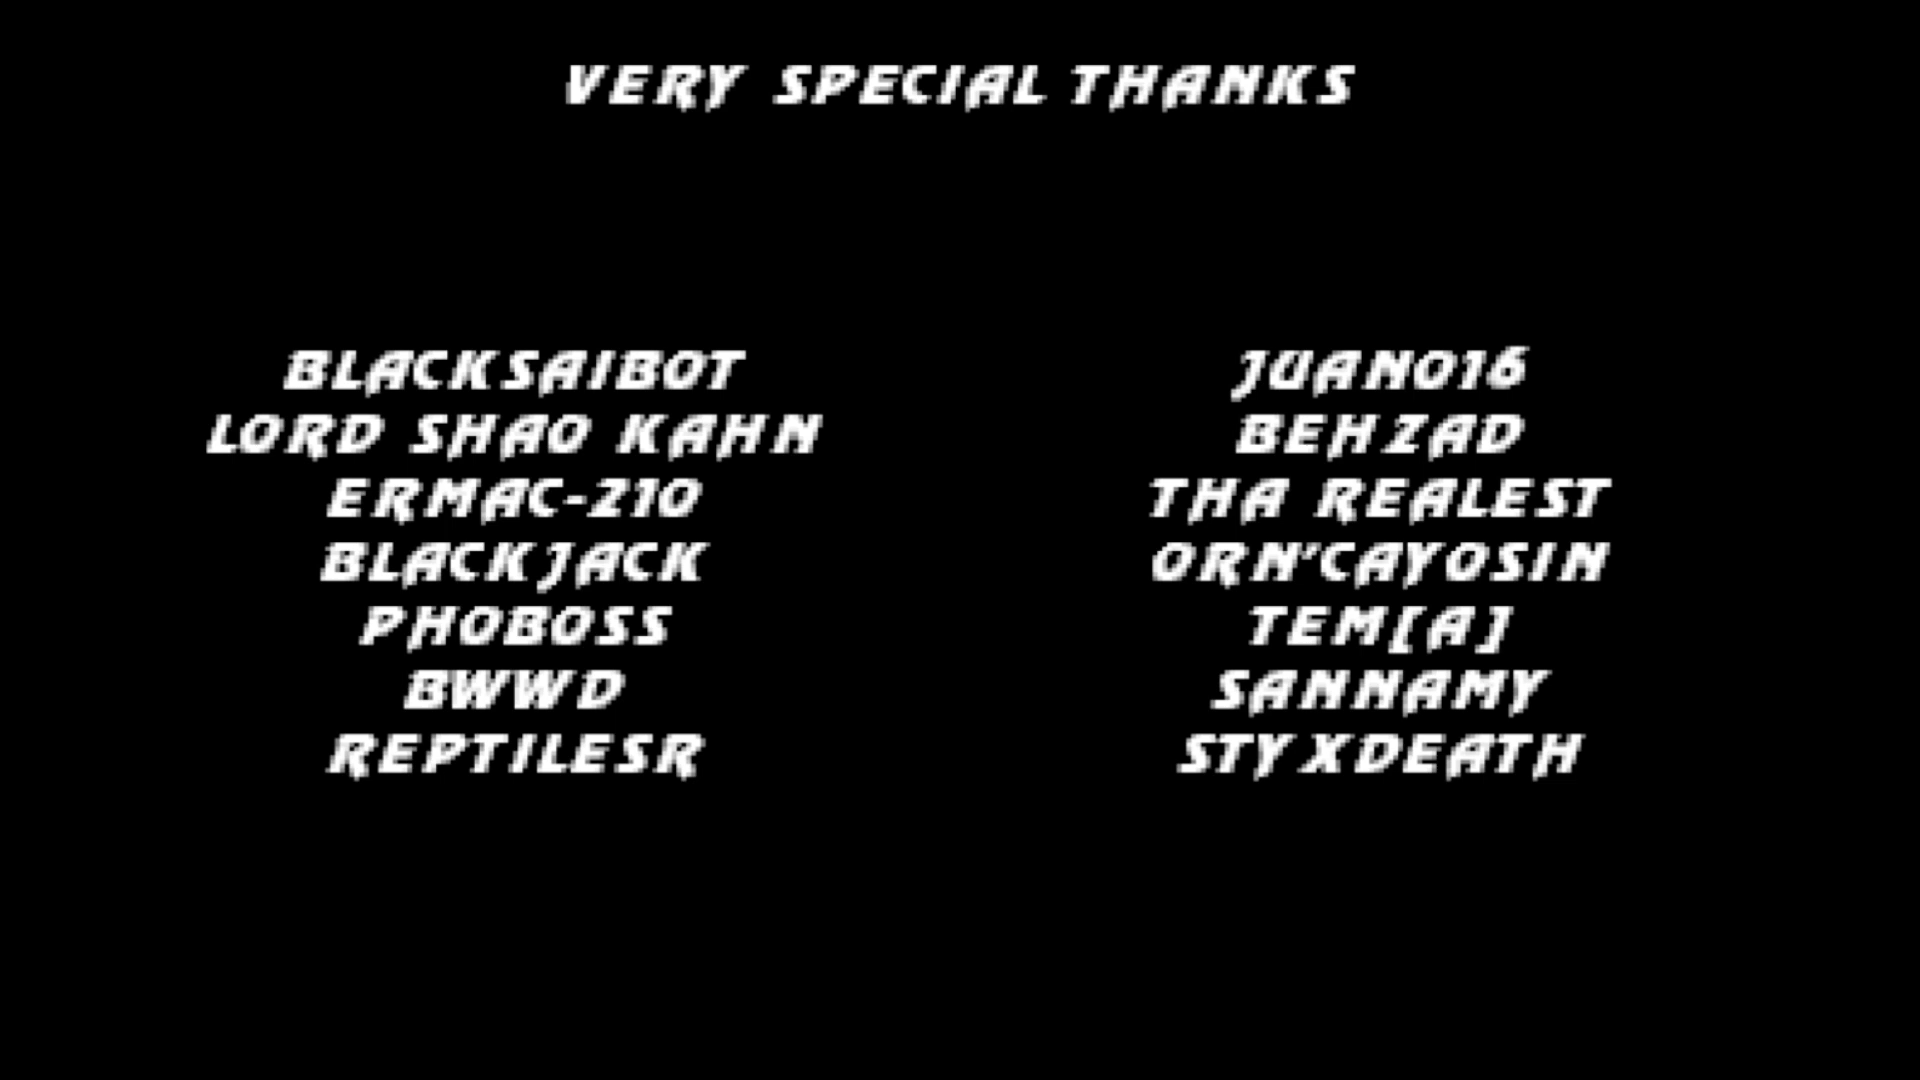 VERY SPECIAL THANKS
BLACKSAIBOT
LORD SHAO KAHN
ERMAC-210
BLACKJACK
PHOBOSS
BWWD
REPTILESR
JUANO16
BEHZAD
THA REALEST
ORN'CAYOSIN
TEM[A]
SANNAMY
STYXDEATH